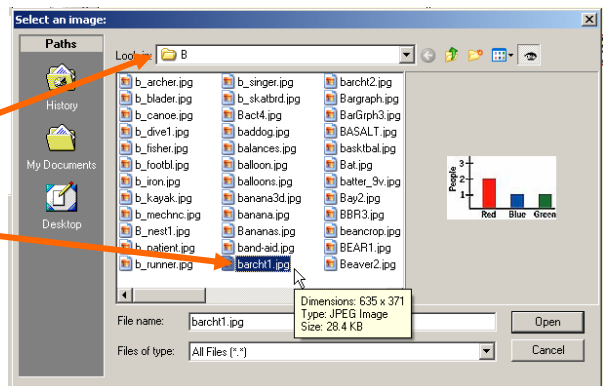 Select an image:
Paths
Look in: B
History
My Documents
Desktop
b_archer.jpg b_singer.jpg barcht2.jpg
b_blader.jpg b_skatbrd.jpg Bargraph.jpg
b_canoe.jpg Bact4.jpg BarGrph3.jpg
b_dive1.jpg baddog.jpg BASALT.jpg
b_fisher.jpg balances.jpg basktbal.jpg
b_footbl.jpg balloon.jpg Bat.jpg
b_iron.jpg balloons.jpg batter_9v.jpg
b_kayak.jpg banana3d.jpg Bay2.jpg
b_mechnc.jpg banana.jpg BBR3.jpg
B_nest1.jpg Bananas.jpg beancrop.jpg
b_patient.jpg band-aid.jpg BEAR1.jpg
b_runner.jpg barcht1.jpg Beaver2.jpg
People
3
2
1
Red Blue Green
Dimensions: 635 x 371
Type: JPEG Image
Size: 28.4 KB
File name: barcht1.jpg Open
Files of type: All Files (*.*) Cancel